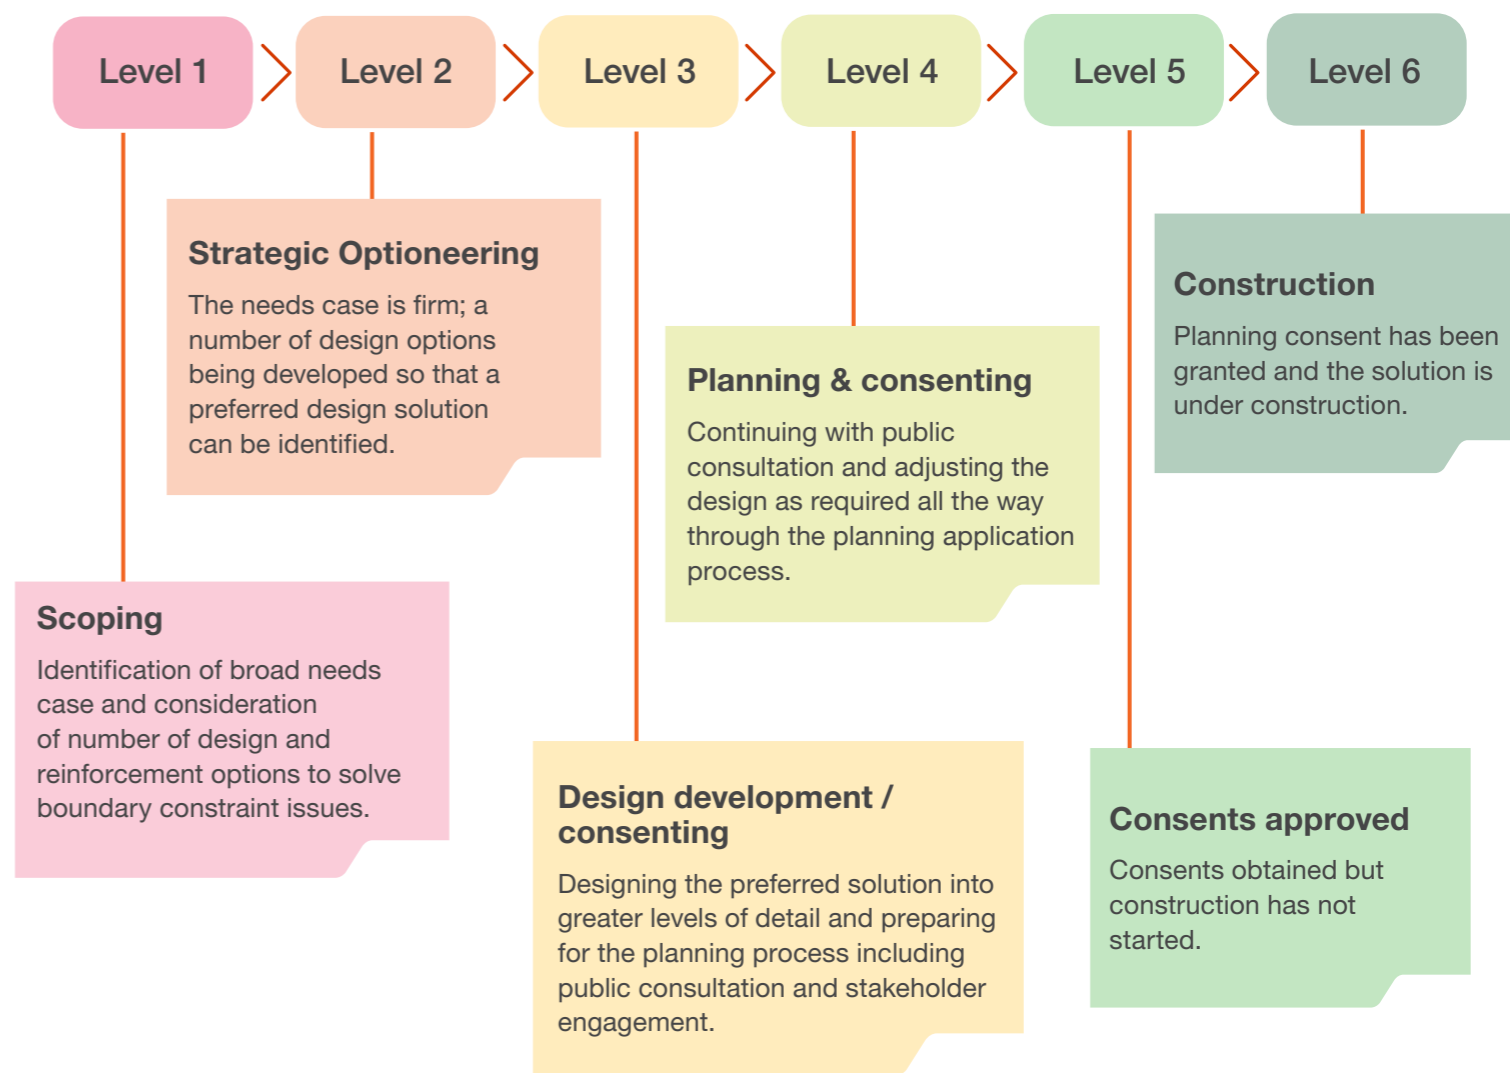 Level 1
Level 2
Level 3
Level 4
Level 5
Level 6
Scoping
Identification of broad needs
case and consideration
of number of design and
reinforcement options to solve
boundary constraint issues.
Strategic Optioneering
The needs case is firm; a
number of design options
being developed so that a
preferred design solution
can be identified.
Design development /
consenting
Designing the preferred solution into
greater levels of detail and preparing
for the planning process including
public consultation and stakeholder
engagement.
Planning & consenting
Continuing with public
consultation and adjusting the
design as required all the way
through the planning application
process.
Consents approved
Consents obtained but
construction has not
started.
Construction
Planning consent has been
granted and the solution is
under construction.